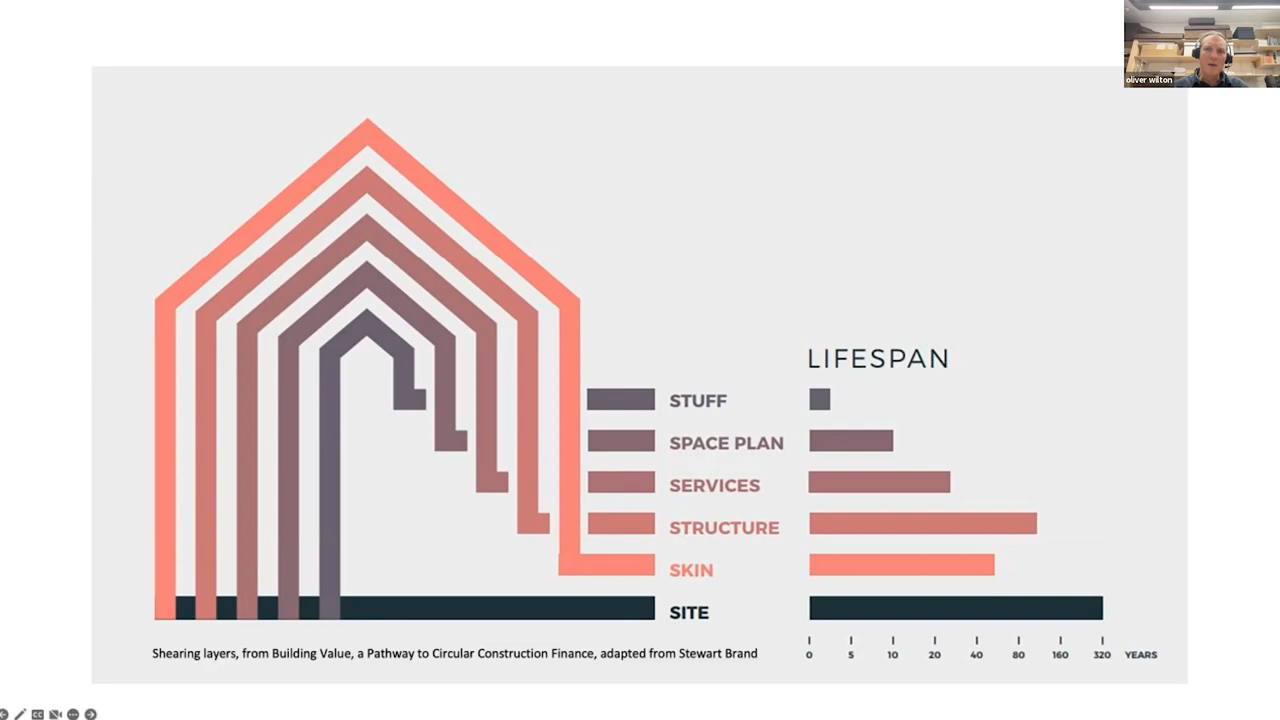 oliver wilton
LIFESPAN
STUFF
SPACE PLAN
SERVICES
STRUCTURE
SKIN
SITE
0 5 10 20 40 80 160 320 YEARS
Shearing layers, from Building Value, a Pathway to Circular Construction Finance, adapted from Stewart Brand
CC